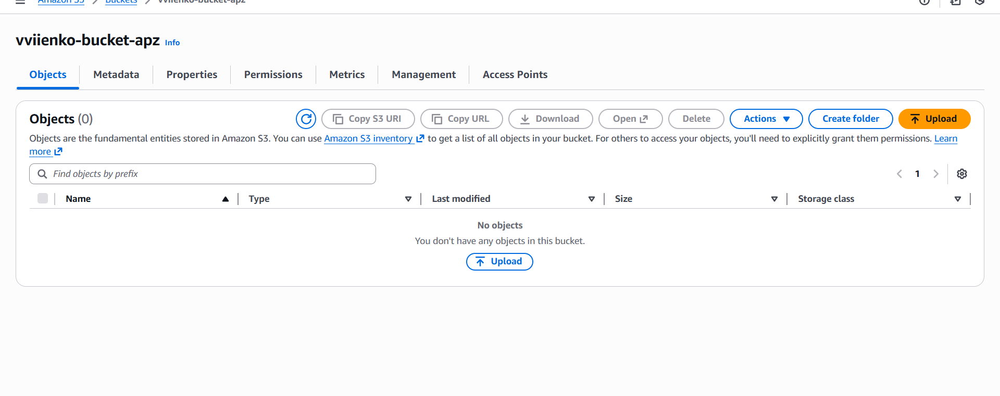 Amazon S3 Buckets vviienko-bucket-apz
vviienko-bucket-apz Info
Objects Metadata Properties Permissions Metrics Management Access Points
Objects (0) Copy S3 URI Copy URL Download Open Delete Actions Create folder Upload
Objects are the fundamental entities stored in Amazon S3. You can use Amazon S3 inventory to get a list of all objects in your bucket. For others to access your objects, you'll need to explicitly grant them permissions. Learn
more
Find objects by prefix 1
Name Type Last modified Size Storage class
No objects
You don't have any objects in this bucket.
Upload